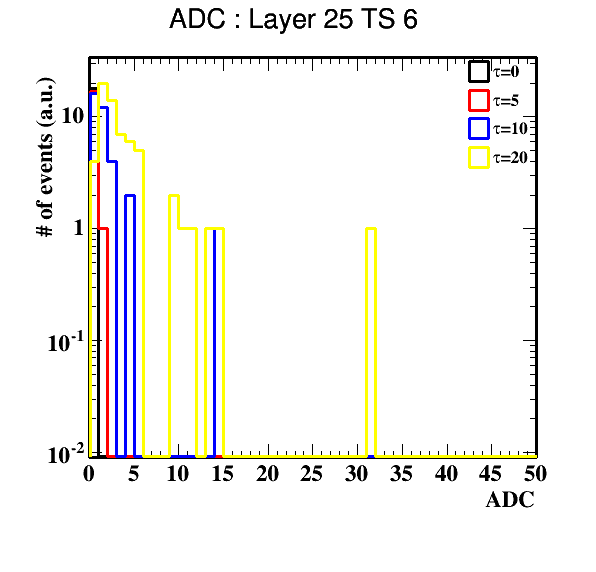 ADC : Layer 25 TS 6
# of events (a.u.)
τ=0
τ=5
τ=10
τ=20
10
1
10⁻¹
10⁻²
0 5 10 15 20 25 30 35 40 45 50
ADC